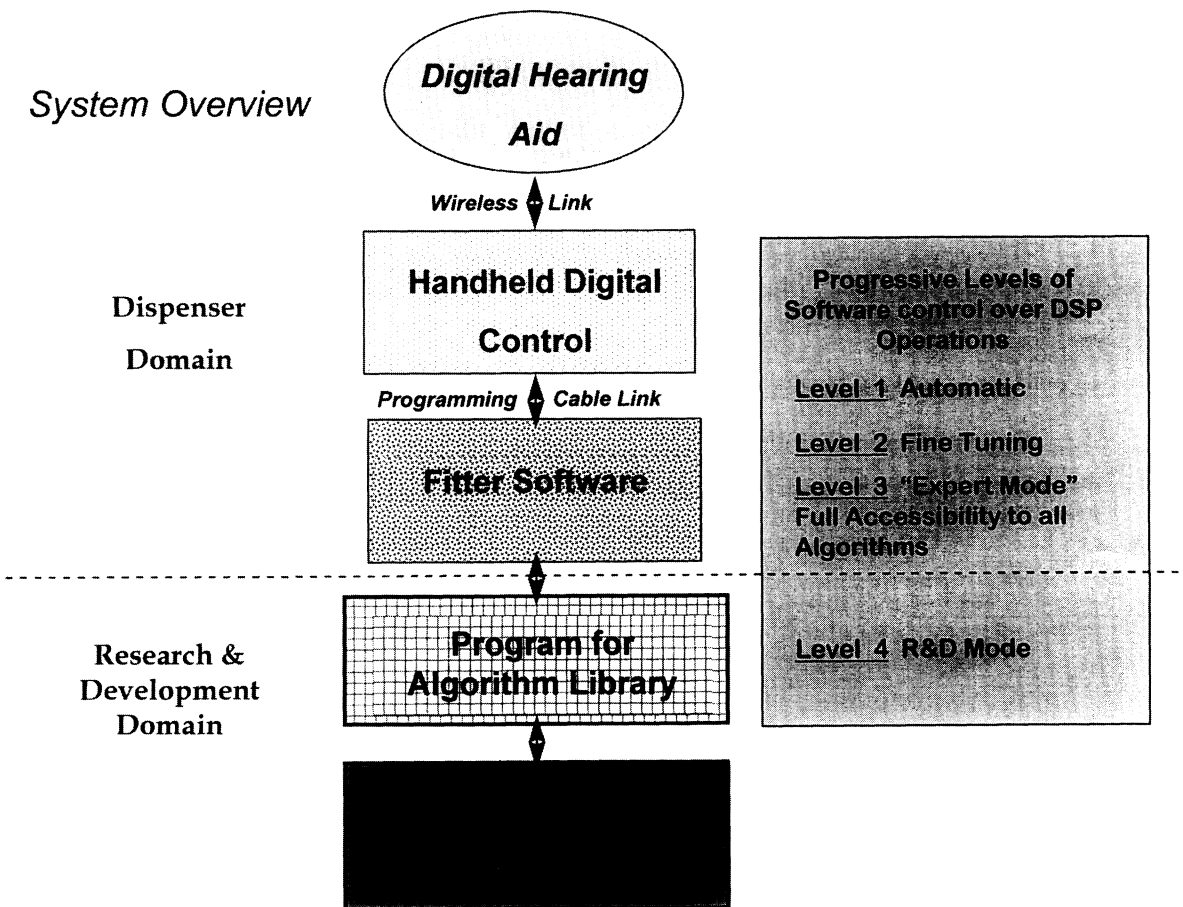 System Overview
Digital Hearing
Aid
Wireless Link
Handheld Digital
Control
Dispenser
Domain
Programming Cable Link
Fitter Software
Progressive Levels of
Software control over DSP
Operations
Level 1 Automatic
Level 2 Fine Tuning
Level 3 "Expert Mode"
Full Accessibility to all
Algorithms
Research &
Development
Domain
Program for
Algorithm Library
Level 4 R&D Mode